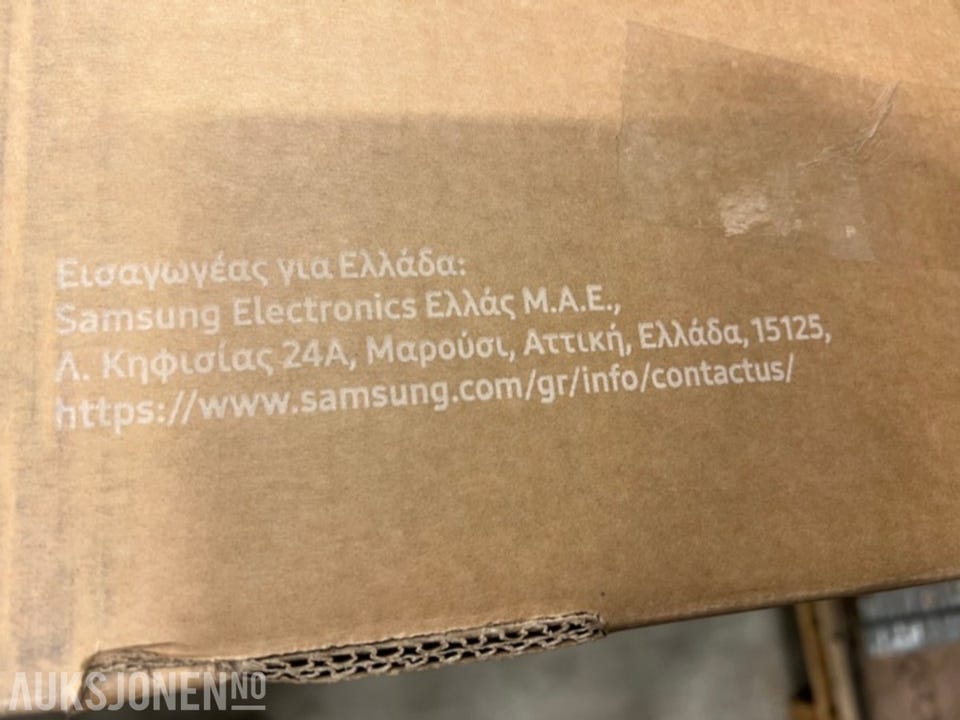 Εισαγωγέας για Ελλάδα:
Samsung Electronics Ελλάς Μ.Α.Ε.,
Λ. Κηφισίας 24Α, Μαρούσι, Αττική, Ελλάδα, 15125,
https://www.samsung.com/gr/info/contactus/
AUKSJONEN NO